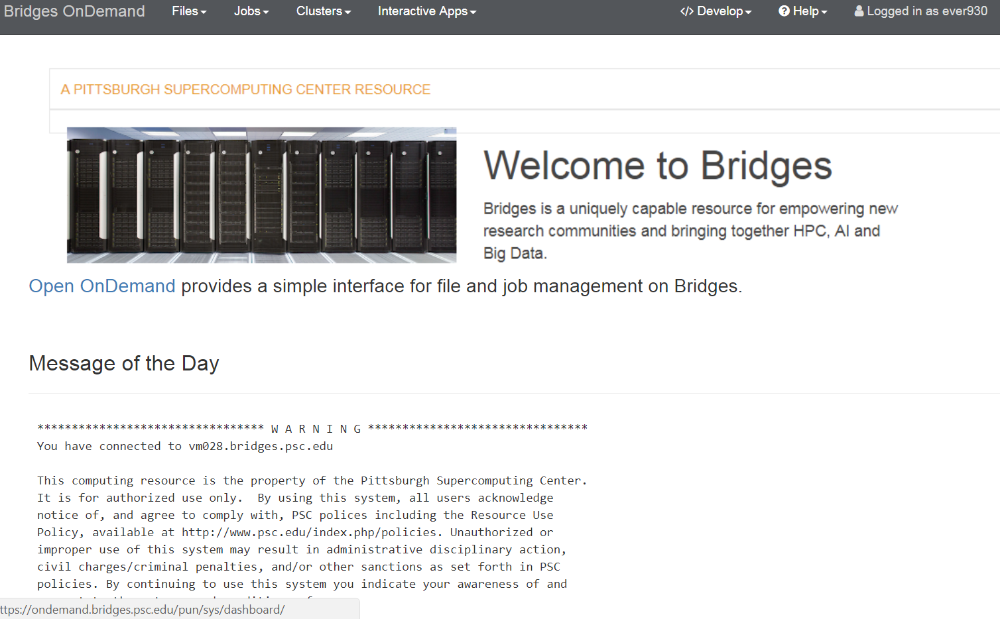 Bridges OnDemand Files Jobs Clusters Interactive Apps </> Develop Help Logged in as ever930
A PITTSBURGH SUPERCOMPUTING CENTER RESOURCE
Welcome to Bridges
Bridges is a uniquely capable resource for empowering new
research communities and bringing together HPC, AI and
Big Data.
Open OnDemand provides a simple interface for file and job management on Bridges.
Message of the Day
********************************* W A R N I N G ********************************
You have connected to vm028.bridges.psc.edu
This computing resource is the property of the Pittsburgh Supercomputing Center.
It is for authorized use only.  By using this system, all users acknowledge
notice of, and agree to comply with, PSC polices including the Resource Use
Policy, available at http://www.psc.edu/index.php/policies. Unauthorized or
improper use of this system may result in administrative disciplinary action,
civil charges/criminal penalties, and/or other sanctions as set forth in PSC
policies. By continuing to use this system you indicate your awareness of and
ttps://ondemand.bridges.psc.edu/pun/sys/dashboard/